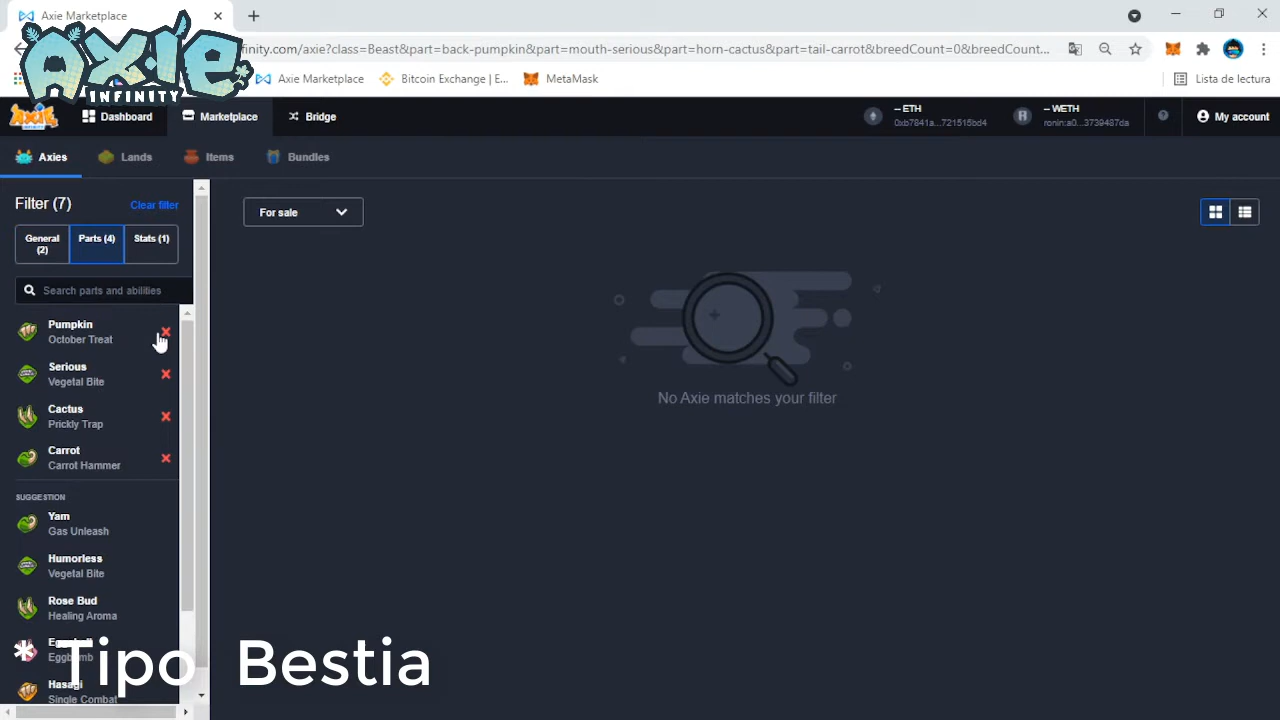 Axie Marketplace
AXIE
INFINITY
nfinity.com/axie?class=Beast&part=back-pumpkin&part=mouth-serious&part=horn-cactus&part=tail-carrot&breedCount=0&breedCount...
Axie Marketplace
Bitcoin Exchange | E...
MetaMask
Lista de lectura
AXIE
Dashboard
Marketplace
Bridge
-- ETH
0xb7841a...721515bd4
-- WETH
ronin:a0...3739487da
My account
Axies
Lands
Items
Bundles
Filter (7)
Clear filter
General
(2)
Parts (4)
Stats (1)
For sale
Search parts and abilities
Pumpkin
October Treat
Serious
Vegetal Bite
Cactus
Prickly Trap
Carrot
Carrot Hammer
No Axie matches your filter
SUGGESTION
Yam
Gas Unleash
Humorless
Vegetal Bite
Rose Bud
Healing Aroma
Hasagi
Single Combat
* Tipo Bestia